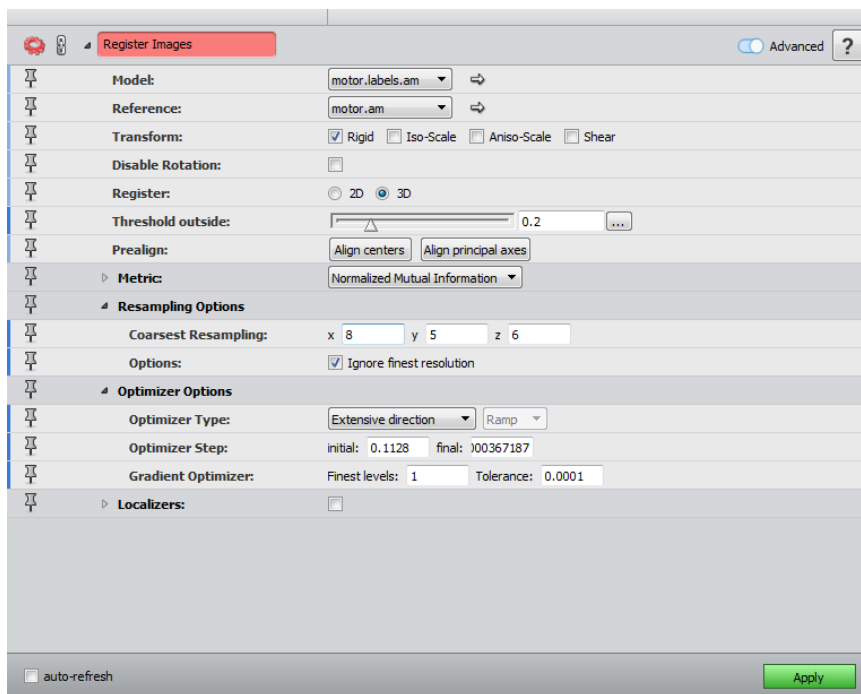 Register Images Advanced ?
Model: motor.labels.am
Reference: motor.am
Transform: Rigid Iso-Scale Aniso-Scale Shear
Disable Rotation:
Register: 2D 3D
Threshold outside: 0.2 ...
Prealign: Align centers Align principal axes
Metric: Normalized Mutual Information
Resampling Options
Coarsest Resampling: x 8 y 5 z 6
Options: Ignore finest resolution
Optimizer Options
Optimizer Type: Extensive direction Ramp
Optimizer Step: initial: 0.1128 final: 000367187
Gradient Optimizer: Finest levels: 1 Tolerance: 0.0001
Localizers:
auto-refresh Apply